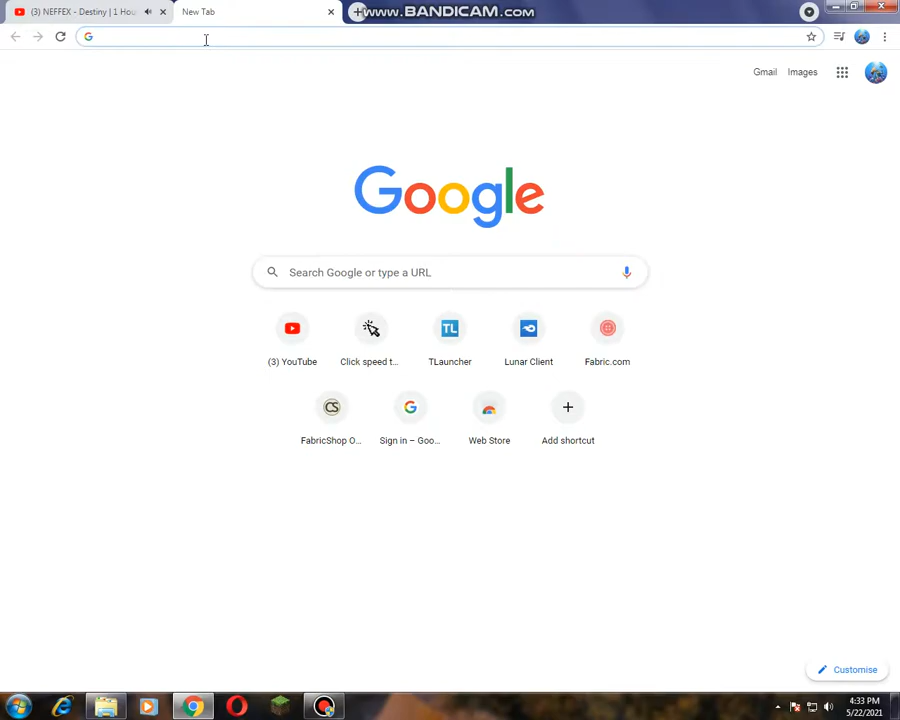 (3) NEFFEX - Destiny | 1 Hou
New Tab
www.BANDICAM.com
Gmail
Images
Google
Search Google or type a URL
(3) YouTube
Click speed t...
TLauncher
Lunar Client
Fabric.com
TL
CS
FabricShop O...
Sign in – Goo...
Web Store
Add shortcut
Customise
4:33 PM
5/22/2021